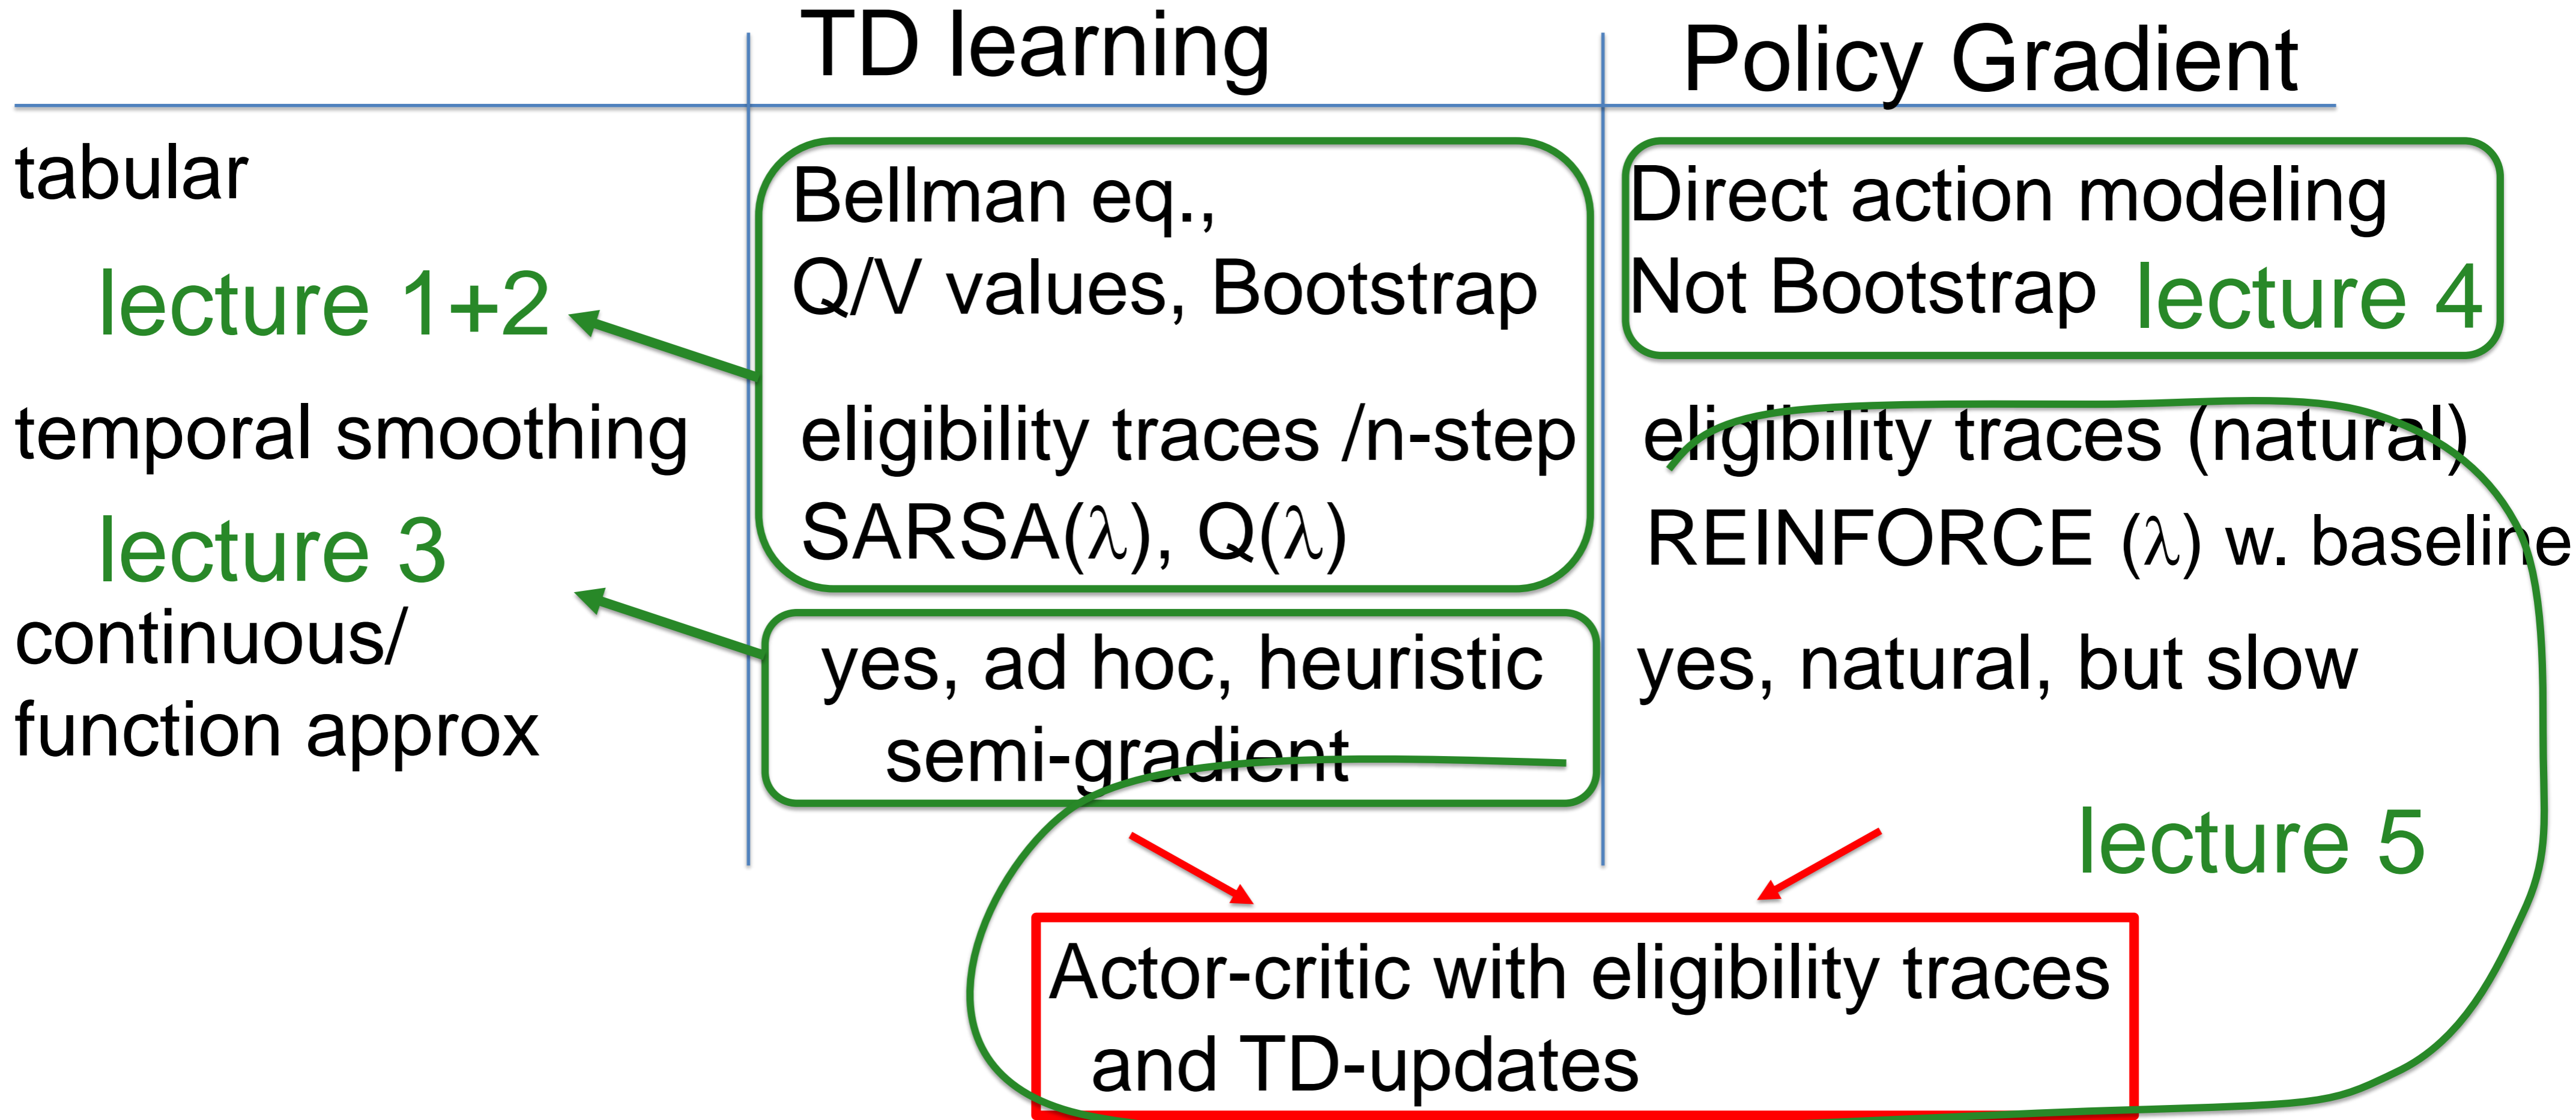 TD learning
Policy Gradient
tabular
Bellman eq.,
Q/V values, Bootstrap
Direct action modeling
Not Bootstrap
lecture 4
lecture 1+2
temporal smoothing
eligibility traces /n-step
SARSA(λ), Q(λ)
eligibility traces (natural)
REINFORCE (λ) w. baseline
lecture 3
continuous/
function approx
yes, ad hoc, heuristic
semi-gradient
yes, natural, but slow
lecture 5
Actor-critic with eligibility traces
and TD-updates